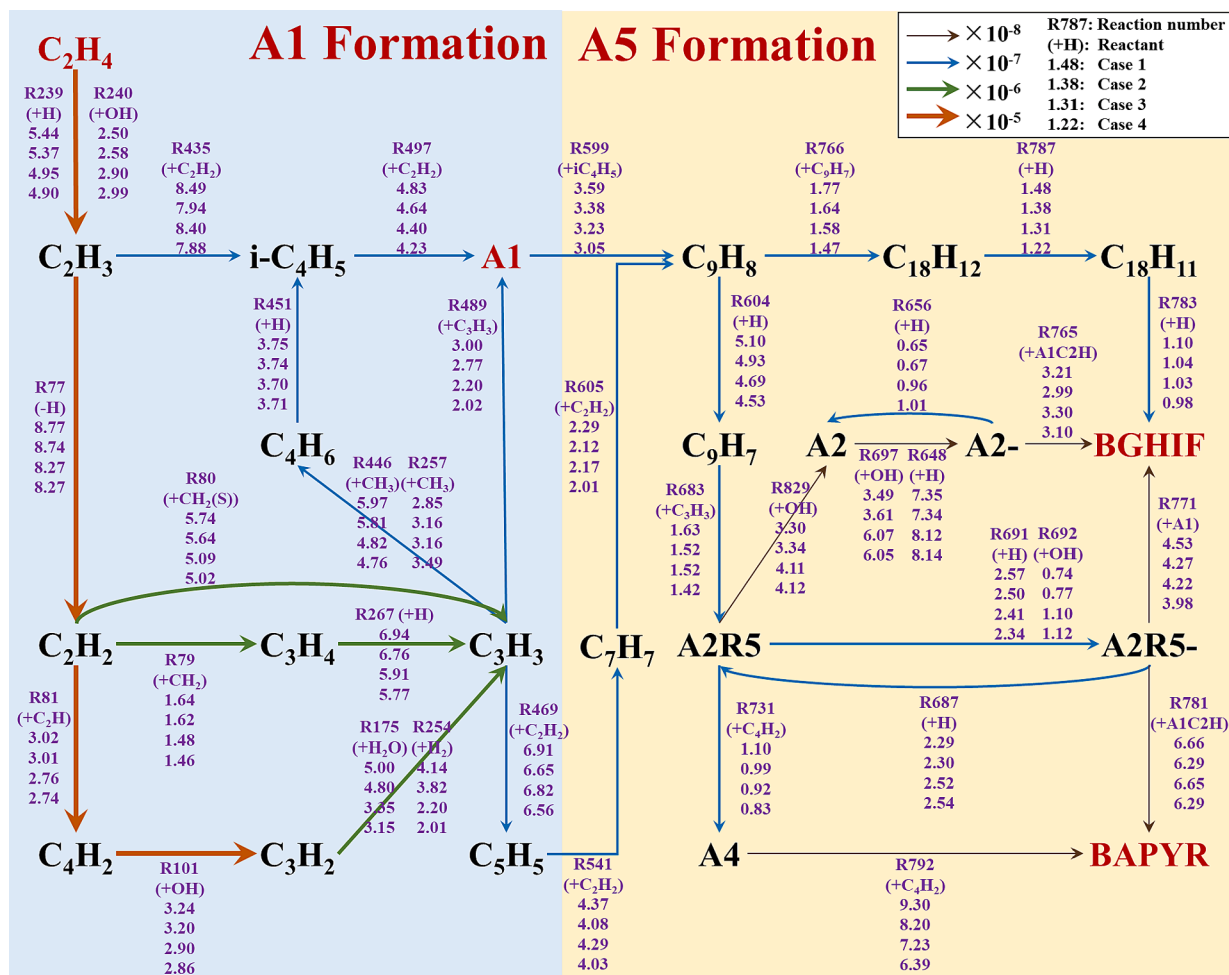 A1 Formation
A5 Formation
×10⁻⁸
×10⁻⁷
×10⁻⁶
×10⁻⁵
R787: Reaction number
(+H): Reactant
1.48: Case 1
1.38: Case 2
1.31: Case 3
1.22: Case 4
C₂H₄
R239
(+H)
5.44
5.37
4.95
4.90
R240
(+OH)
2.50
2.58
2.90
2.99
R435
(+C₂H₂)
8.49
7.94
8.40
7.88
R497
(+C₂H₂)
4.83
4.64
4.40
4.23
R599
(+iC₄H₅)
3.59
3.38
3.23
3.05
R766
(+C₉H₇)
1.77
1.64
1.58
1.47
R787
(+H)
1.48
1.38
1.31
1.22
C₂H₃
i-C₄H₅
A1
C₉H₈
C₁₈H₁₂
C₁₈H₁₁
R451
(+H)
3.75
3.74
3.70
3.71
R489
(+C₃H₃)
3.00
2.77
2.20
2.02
R604
(+H)
5.10
4.93
4.69
4.53
R656
(+H)
0.65
0.67
0.96
1.01
R765
(+A1C2H)
3.21
2.99
3.30
3.10
R783
(+H)
1.10
1.04
1.03
0.98
R77
(-H)
8.77
8.74
8.27
8.27
R605
(+C₂H₂)
2.29
2.12
2.17
2.01
C₄H₆
C₉H₇
A2
A2-
BGHIF
R80
(+CH₂(S))
5.74
5.64
5.09
5.02
R446
(+CH₃)
5.97
5.81
4.82
4.76
R257
(+CH₃)
2.85
3.16
3.16
3.49
R683
(+C₃H₃)
1.63
1.52
1.52
1.42
R829
(+OH)
3.30
3.34
4.11
4.12
R697
(+OH)
3.49
3.61
6.07
6.05
R648
(+H)
7.35
7.34
8.12
8.14
R691
(+H)
2.57
2.50
2.41
2.34
R692
(+OH)
0.74
0.77
1.10
1.12
R771
(+A1)
4.53
4.27
4.22
3.98
C₂H₂
C₃H₄
R267 (+H)
6.94
6.76
5.91
5.77
C₃H₃
C₇H₇
A2R5
A2R5-
R81
(+C₂H)
3.02
3.01
2.76
2.74
R79
(+CH₂)
1.64
1.62
1.48
1.46
R175
(+H₂O)
5.00
4.80
3.35
3.15
R254
(+H₂)
4.14
3.82
2.20
2.01
R469
(+C₂H₂)
6.91
6.65
6.82
6.56
R731
(+C₄H₂)
1.10
0.99
0.92
0.83
R687
(+H)
2.29
2.30
2.52
2.54
R781
(+A1C2H)
6.66
6.29
6.65
6.29
C₄H₂
C₃H₂
C₅H₅
A4
BAPYR
R101
(+OH)
3.24
3.20
2.90
2.86
R541
(+C₂H₂)
4.37
4.08
4.29
4.03
R792
(+C₄H₂)
9.30
8.20
7.23
6.39